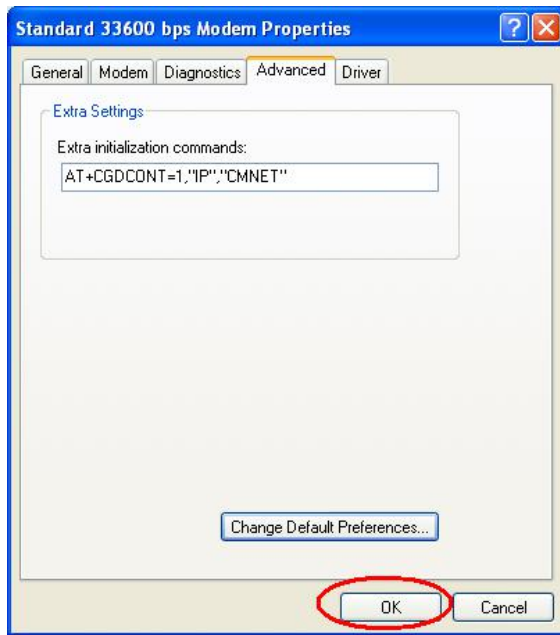 Standard 33600 bps Modem Properties
General Modem Diagnostics Advanced Driver
Extra Settings
Extra initialization commands:
AT+CGDCONT=1,"IP","CMNET"
Change Default Preferences...
OK Cancel